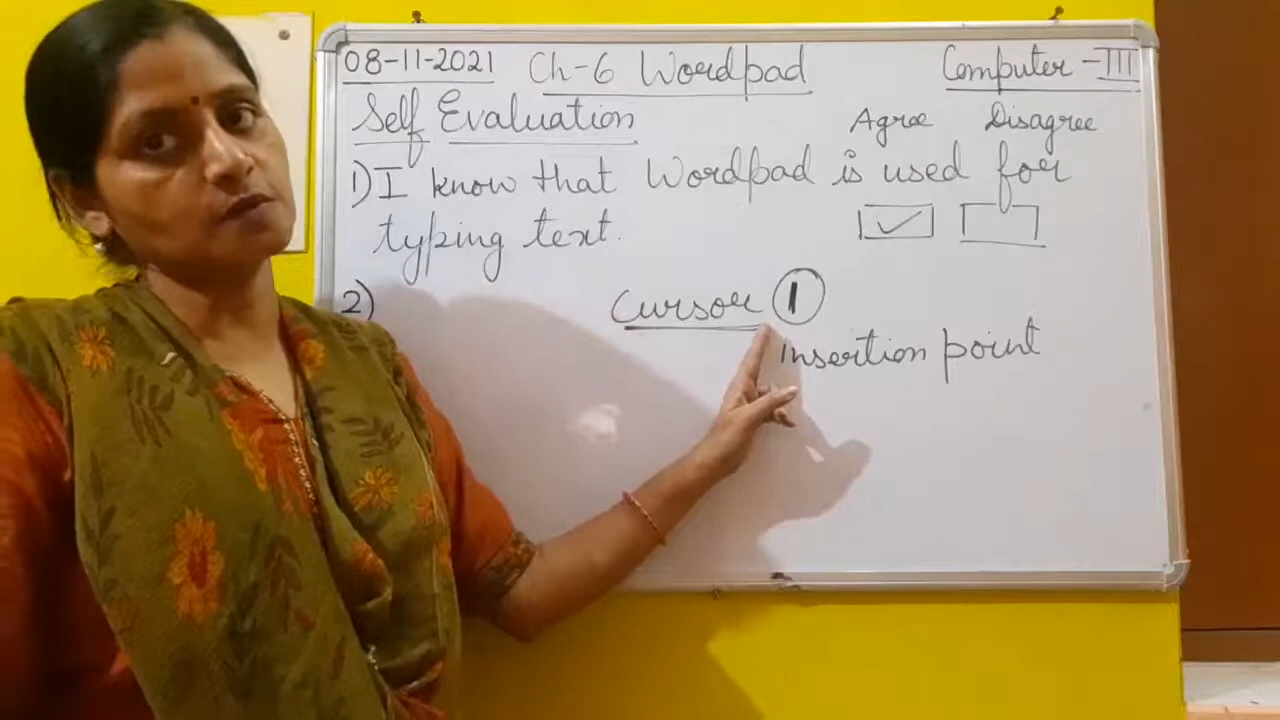 08-11-2021 Ch-6 Wordpad Computer - III
Self Evaluation Agree Disagree
1) I know that Wordpad is used for
typing text.
2) Cursor |
Insertion point